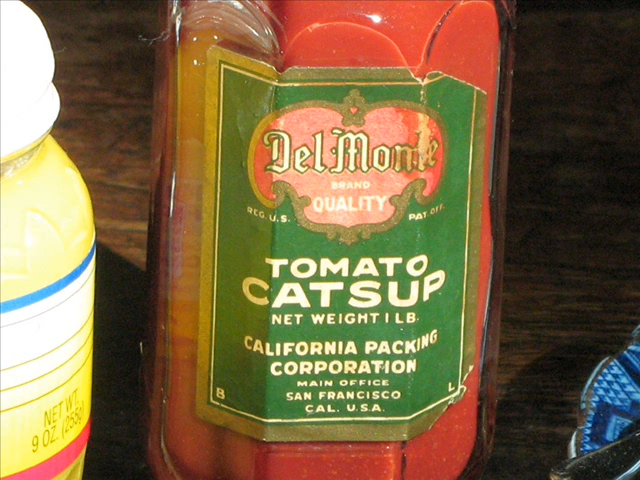 Del Monte
BRAND
QUALITY
REG. U.S. PAT. OFF.
TOMATO
CATSUP
NET WEIGHT 1 LB.
CALIFORNIA PACKING
CORPORATION
MAIN OFFICE
SAN FRANCISCO
CAL. U.S.A.
B L
NET WT.
9 OZ. (255g)